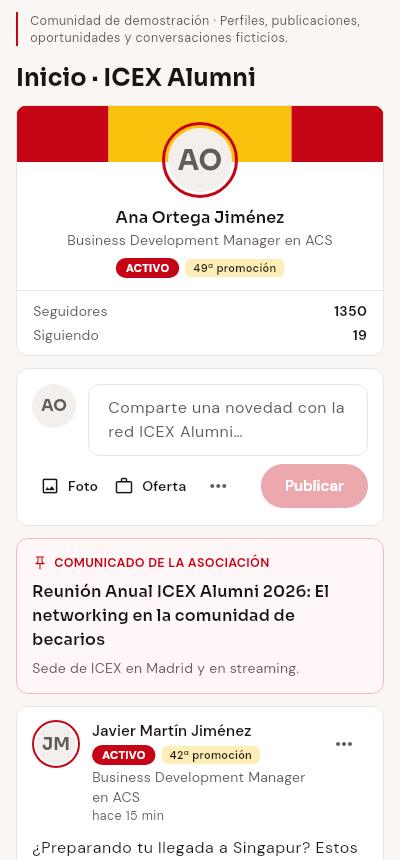 Comunidad de demostración · Perfiles, publicaciones,
oportunidades y conversaciones ficticios.
Inicio · ICEX Alumni
AO
Ana Ortega Jiménez
Business Development Manager en ACS
ACTIVO 49ª promoción
Seguidores 1350
Siguiendo 19
AO
Comparte una novedad con la
red ICEX Alumni...
Foto Oferta ••• Publicar
COMUNICADO DE LA ASOCIACIÓN
Reunión Anual ICEX Alumni 2026: El
networking en la comunidad de
becarios
Sede de ICEX en Madrid y en streaming.
JM
Javier Martín Jiménez •••
ACTIVO 42ª promoción
Business Development Manager
en ACS
hace 15 min
¿Preparando tu llegada a Singapur? Estos